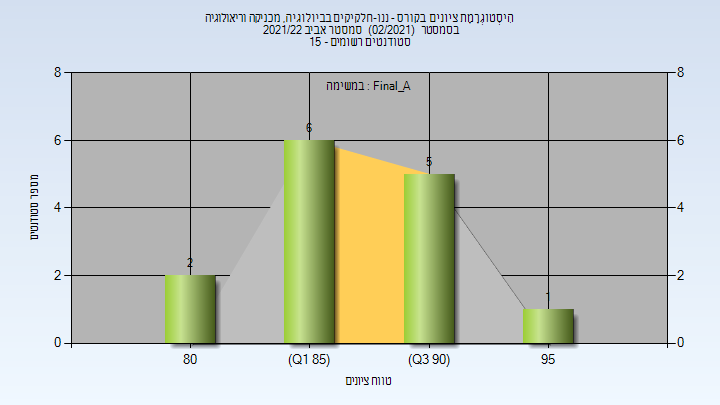 היסטוגרמת ציונים בקורס - ננו-חלקיקים בביולוגיה, מכניקה וריאולוגיה
בסמסטר (02/2021) סמסטר אביב 2021/22
סטודנטים רשומים - 15
במשימה : Final_A
8 8
6 6
4 4
2 2
0 0
מספר סטודנטים
2
6
5
1
80 (Q1 85) (Q3 90) 95
טווח ציונים